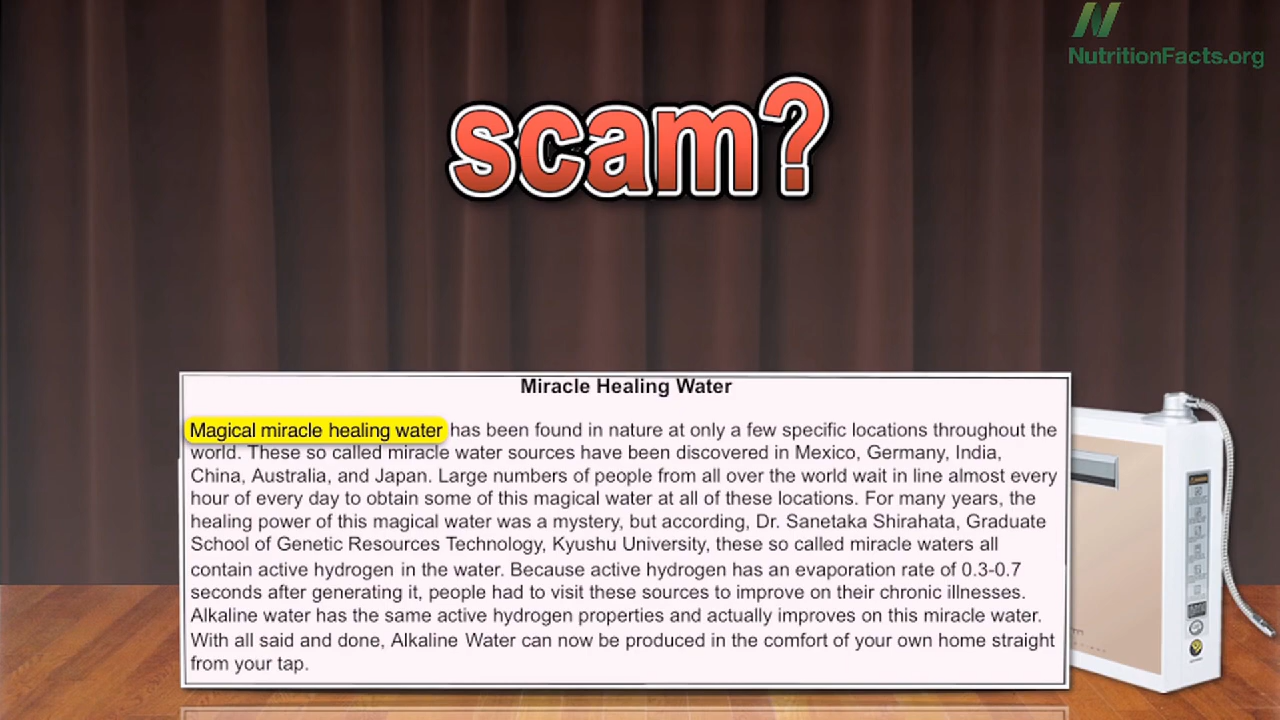 NutritionFacts.org
scam?
Miracle Healing Water
Magical miracle healing water has been found in nature at only a few specific locations throughout the
world. These so called miracle water sources have been discovered in Mexico, Germany, India,
China, Australia, and Japan. Large numbers of people from all over the world wait in line almost every
hour of every day to obtain some of this magical water at all of these locations. For many years, the
healing power of this magical water was a mystery, but according, Dr. Sanetaka Shirahata, Graduate
School of Genetic Resources Technology, Kyushu University, these so called miracle waters all
contain active hydrogen in the water. Because active hydrogen has an evaporation rate of 0.3-0.7
seconds after generating it, people had to visit these sources to improve on their chronic illnesses.
Alkaline water has the same active hydrogen properties and actually improves on this miracle water.
With all said and done, Alkaline Water can now be produced in the comfort of your own home straight
from your tap.